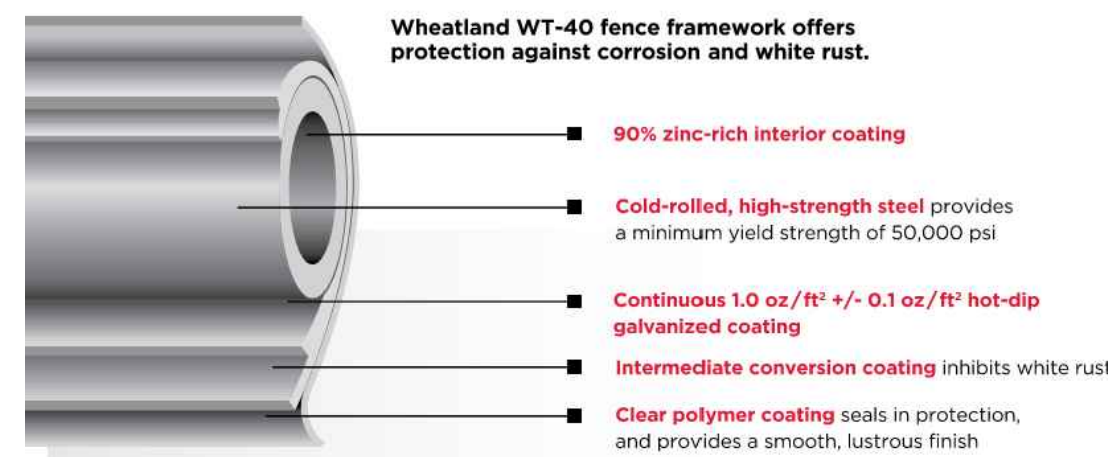 Wheatland WT-40 fence framework offers
protection against corrosion and white rust.
90% zinc-rich interior coating
Cold-rolled, high-strength steel provides
a minimum yield strength of 50,000 psi
Continuous 1.0 oz/ft² +/- 0.1 oz/ft² hot-dip
galvanized coating
Intermediate conversion coating inhibits white rust
Clear polymer coating seals in protection,
and provides a smooth, lustrous finish